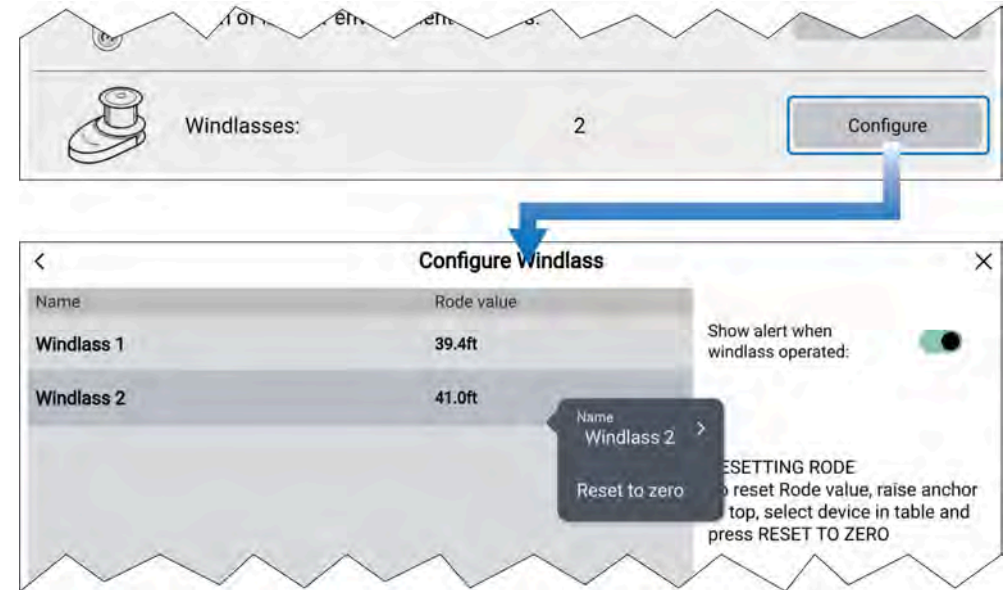 Windlasses: 2 Configure
Configure Windlass
Name Rode value
Windlass 1 39.4ft
Show alert when
windlass operated:
Windlass 2 41.0ft
Name
Windlass 2
Reset to zero
ESETTING RODE
reset Rode value, raise anchor
top, select device in table and
press RESET TO ZERO